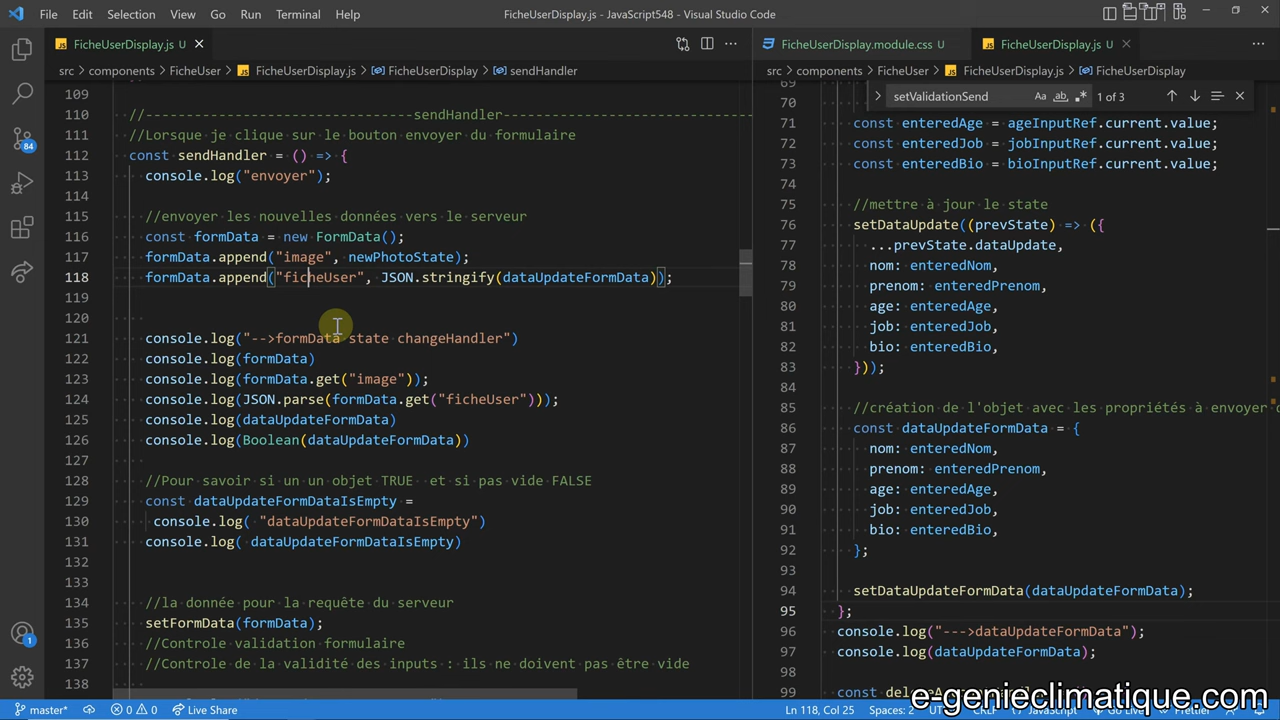 File Edit Selection View Go Run Terminal Help
FicheUserDisplay.js - JavaScript548 - Visual Studio Code
FicheUserDisplay.js U
src > components > FicheUser > FicheUserDisplay.js > FicheUserDisplay > sendHandler
109
110 //-------------------------------sendHandler----------------------------
111 //Lorsque je clique sur le bouton envoyer du formulaire
112 const sendHandler = () => {
113 console.log("envoyer");
114
115 //envoyer les nouvelles données vers le serveur
116 const formData = new FormData();
117 formData.append("image", newPhotoState);
118 formData.append("ficheUser", JSON.stringify(dataUpdateFormData));
119
120
121 console.log("-->formData state changeHandler")
122 console.log(formData)
123 console.log(formData.get("image"));
124 console.log(JSON.parse(formData.get("ficheUser")));
125 console.log(dataUpdateFormData)
126 console.log(Boolean(dataUpdateFormData))
127
128 //Pour savoir si un un objet TRUE et si pas vide FALSE
129 const dataUpdateFormDataIsEmpty =
130 console.log( "dataUpdateFormDataIsEmpty")
131 console.log( dataUpdateFormDataIsEmpty)
132
133
134 //la donnée pour la requête du serveur
135 setFormData(formData);
136 //Controle validation formulaire
137 //Controle de la validité des inputs : ils ne doivent pas être vide
138
FicheUserDisplay.module.css U
FicheUserDisplay.js U
src > components > FicheUser > FicheUserDisplay.js > FicheUserDisplay
setValidationSend Aa ab .* 1 of 3
69
70
71 const enteredAge = ageInputRef.current.value;
72 const enteredJob = jobInputRef.current.value;
73 const enteredBio = bioInputRef.current.value;
74
75 //mettre à jour le state
76 setDataUpdate((prevState) => ({
77 ...prevState.dataUpdate,
78 nom: enteredNom,
79 prenom: enteredPrenom,
80 age: enteredAge,
81 job: enteredJob,
82 bio: enteredBio,
83 }));
84
85 //création de l'objet avec les propriétés à envoyer
86 const dataUpdateFormData = {
87 nom: enteredNom,
88 prenom: enteredPrenom,
89 age: enteredAge,
90 job: enteredJob,
91 bio: enteredBio,
92 };
93
94 setDataUpdateFormData(dataUpdateFormData);
95 };
96 console.log("--->dataUpdateFormData");
97 console.log(dataUpdateFormData);
98
99
84
1
master*
0 0
Live Share
Ln 118, Col 25
Spaces: 2
e-genieclimatique.com